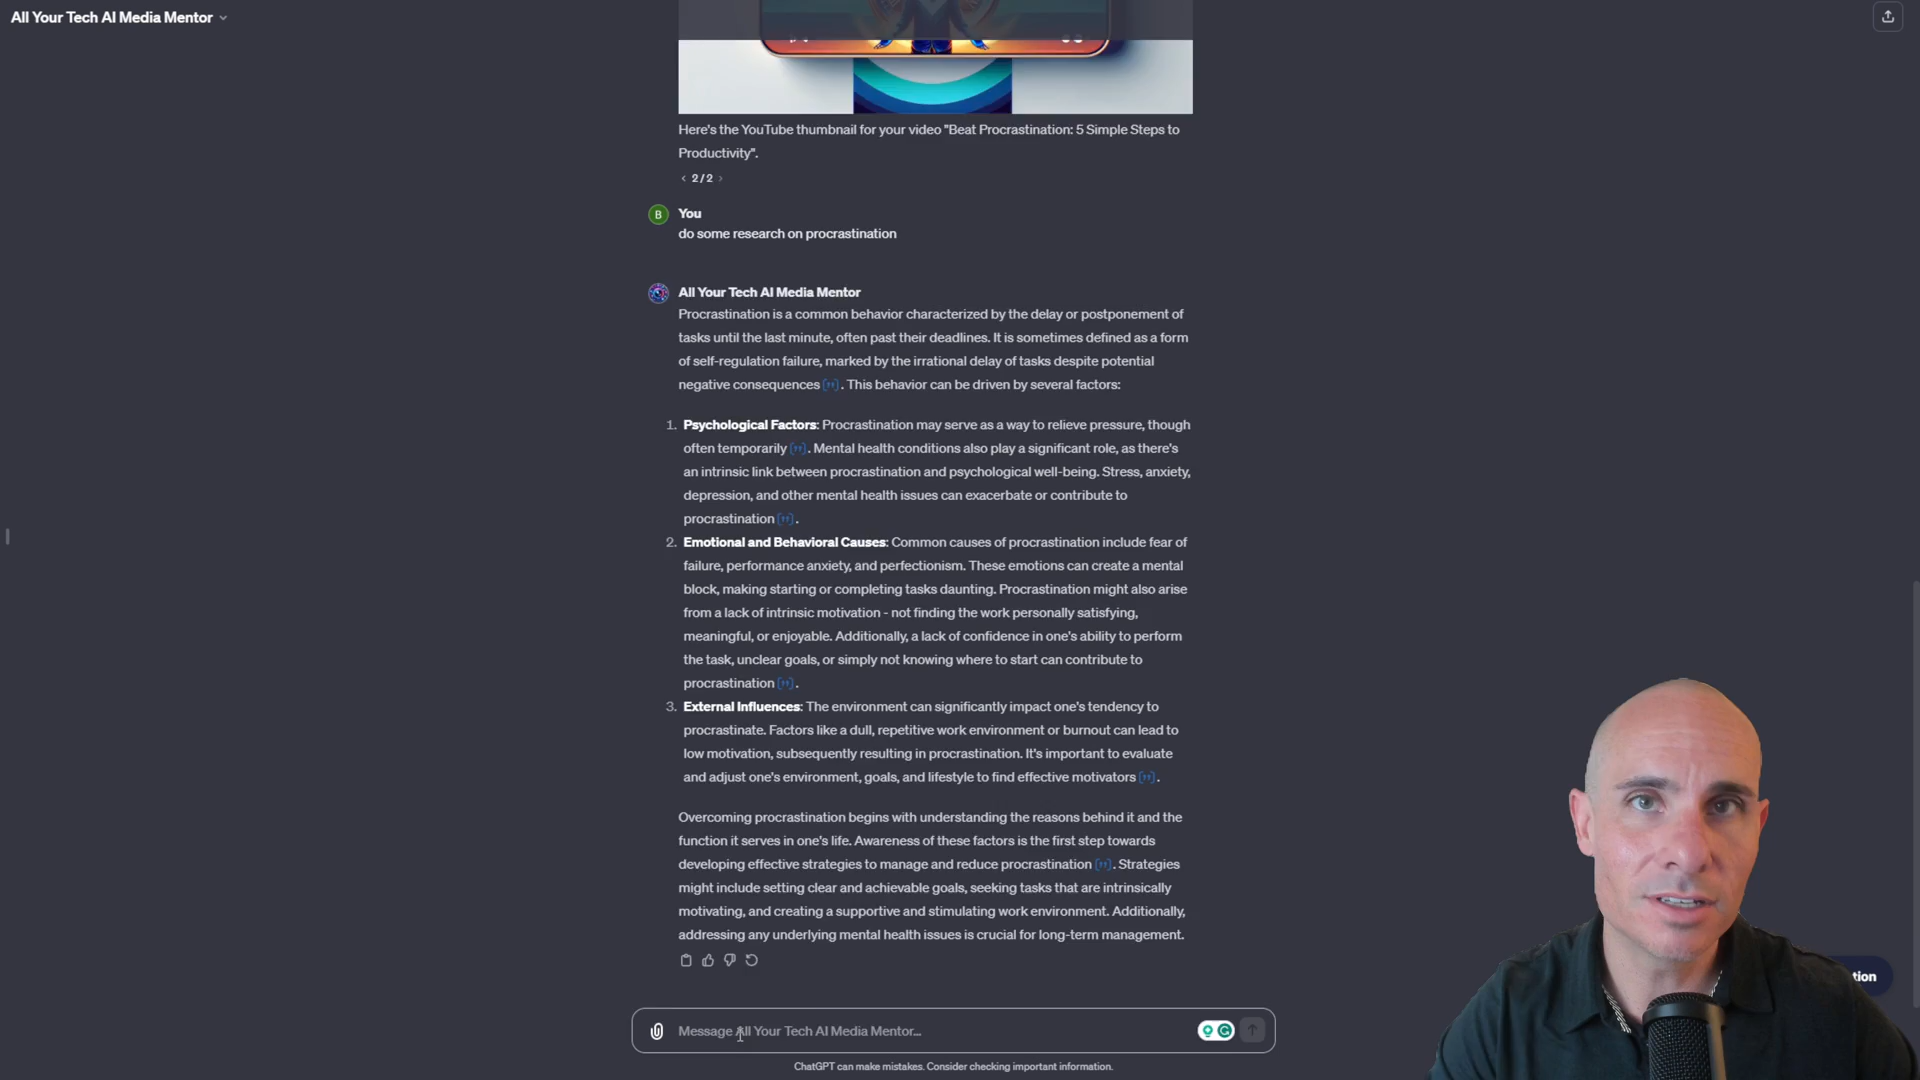 All Your Tech AI Media Mentor
Here's the YouTube thumbnail for your video "Beat Procrastination: 5 Simple Steps to
Productivity".
2 / 2
B
You
do some research on procrastination
All Your Tech AI Media Mentor
Procrastination is a common behavior characterized by the delay or postponement of
tasks until the last minute, often past their deadlines. It is sometimes defined as a form
of self-regulation failure, marked by the irrational delay of tasks despite potential
negative consequences ["]. This behavior can be driven by several factors:
1. Psychological Factors: Procrastination may serve as a way to relieve pressure, though
often temporarily ["]. Mental health conditions also play a significant role, as there's
an intrinsic link between procrastination and psychological well-being. Stress, anxiety,
depression, and other mental health issues can exacerbate or contribute to
procrastination ["].
2. Emotional and Behavioral Causes: Common causes of procrastination include fear of
failure, performance anxiety, and perfectionism. These emotions can create a mental
block, making starting or completing tasks daunting. Procrastination might also arise
from a lack of intrinsic motivation - not finding the work personally satisfying,
meaningful, or enjoyable. Additionally, a lack of confidence in one's ability to perform
the task, unclear goals, or simply not knowing where to start can contribute to
procrastination ["].
3. External Influences: The environment can significantly impact one's tendency to
procrastinate. Factors like a dull, repetitive work environment or burnout can lead to
low motivation, subsequently resulting in procrastination. It's important to evaluate
and adjust one's environment, goals, and lifestyle to find effective motivators ["].
Overcoming procrastination begins with understanding the reasons behind it and the
function it serves in one's life. Awareness of these factors is the first step towards
developing effective strategies to manage and reduce procrastination ["]. Strategies
might include setting clear and achievable goals, seeking tasks that are intrinsically
motivating, and creating a supportive and stimulating work environment. Additionally,
addressing any underlying mental health issues is crucial for long-term management.
tion
Message All Your Tech AI Media Mentor...
ChatGPT can make mistakes. Consider checking important information.